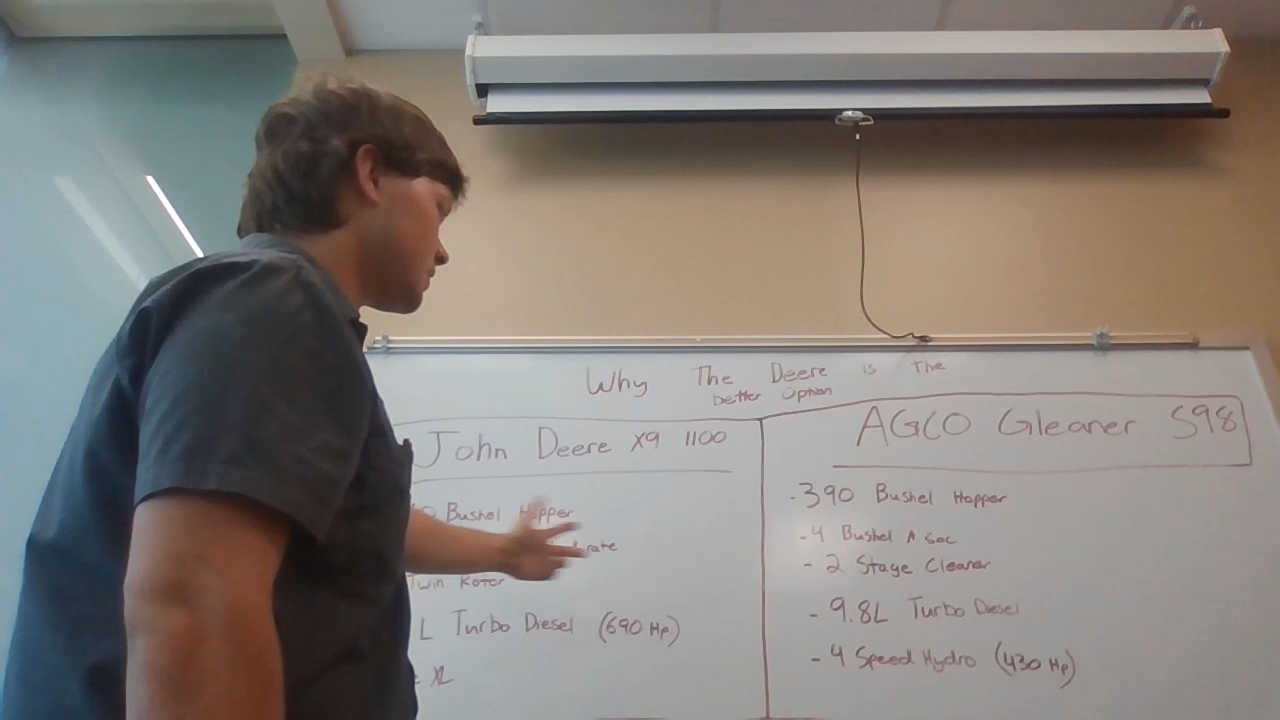 Why The Deere is The
better Option
John Deere X9 1100
Bushel Hopper
rate
Twin Rotor
L Turbo Diesel (690 Hp)
XL
AGCO Gleaner S98
.390 Bushel Hopper
-4 Bushel A Sec
- 2 Stage Cleaner
- 9.8L Turbo Diesel
- 4 Speed Hydro (430 Hp)